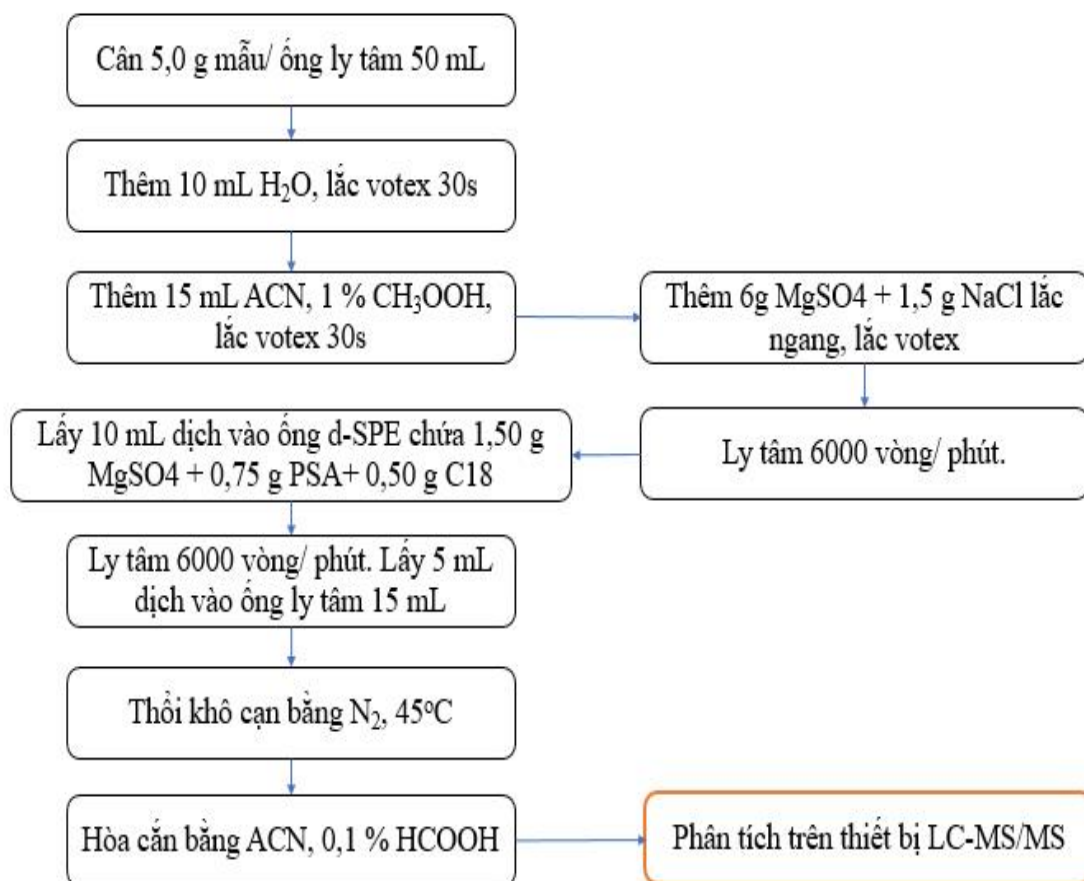 Cân 5,0 g mẫu/ ống ly tâm 50 mL
Thêm 10 mL H₂O, lắc votex 30s
Thêm 15 mL ACN, 1 % CH₃OOH,
lắc votex 30s
Thêm 6g MgSO4 + 1,5 g NaCl lắc
ngang, lắc votex
Ly tâm 6000 vòng/ phút.
Lấy 10 mL dịch vào ống d-SPE chứa 1,50 g
MgSO4 + 0,75 g PSA+ 0,50 g C18
Ly tâm 6000 vòng/ phút. Lấy 5 mL
dịch vào ống ly tâm 15 mL
Thổi khô cạn bằng N₂, 45ᵒC
Hòa cắn bằng ACN, 0,1 % HCOOH
Phân tích trên thiết bị LC-MS/MS